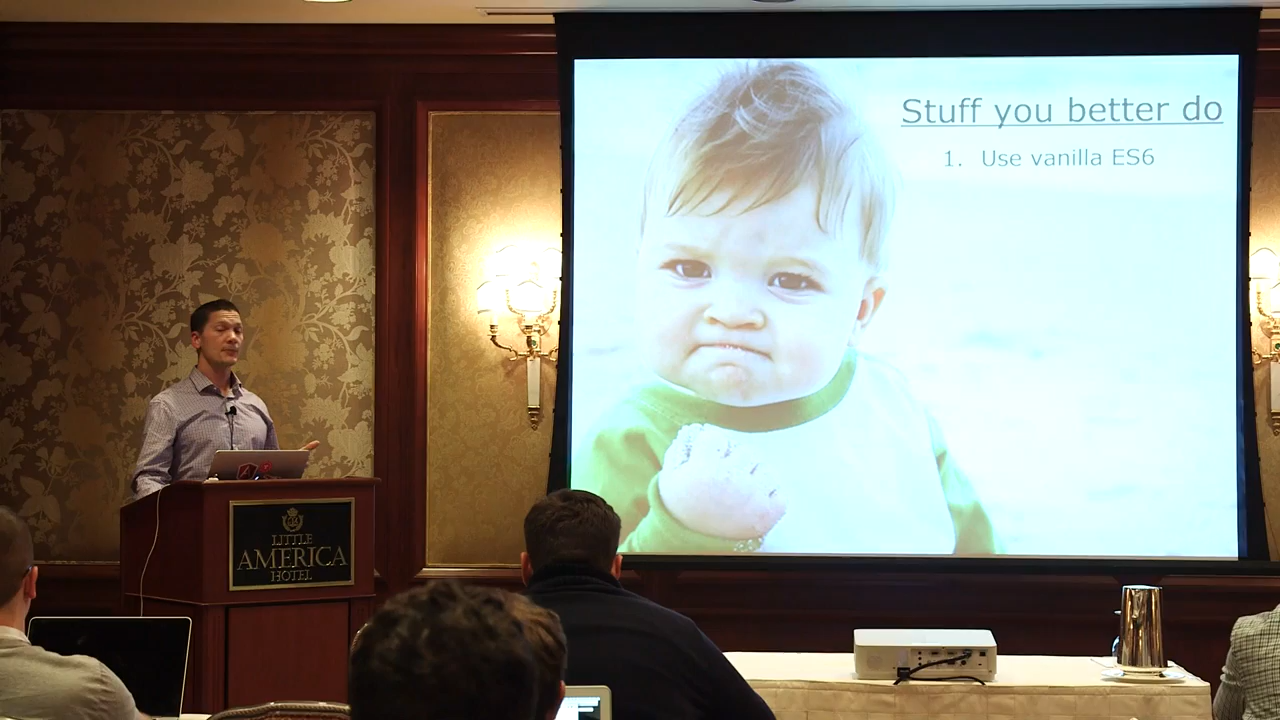 Stuff you better do
1. Use vanilla ES6
LITTLE
AMERICA
HOTEL